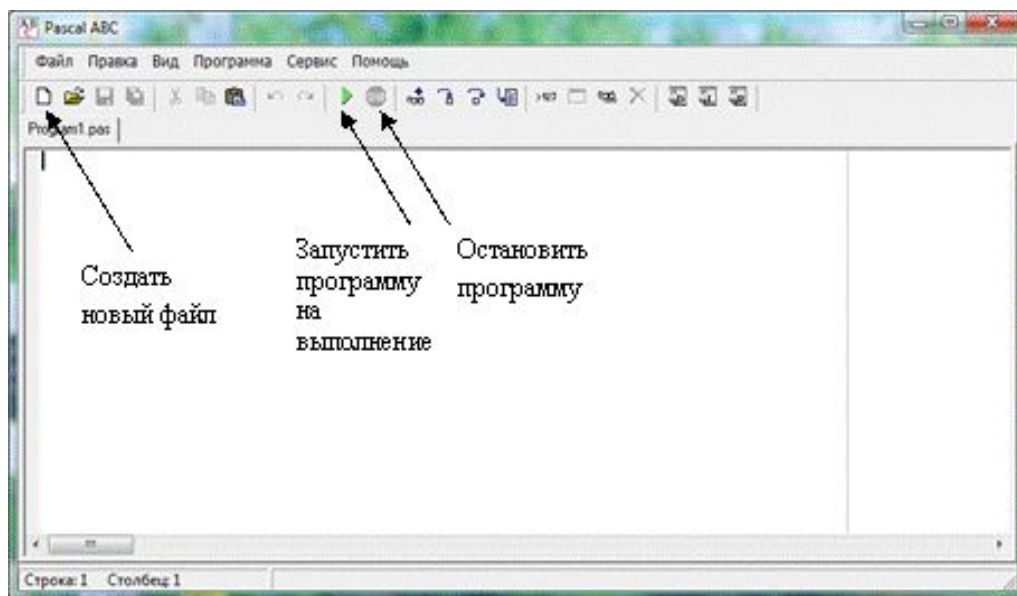 Pascal ABC
Файл Правка Вид Программа Сервис Помощь
Program1.pas
Создать
новый файл
Запустить
программу
на
выполнение
Остановить
программу
Строка: 1 Столбец: 1